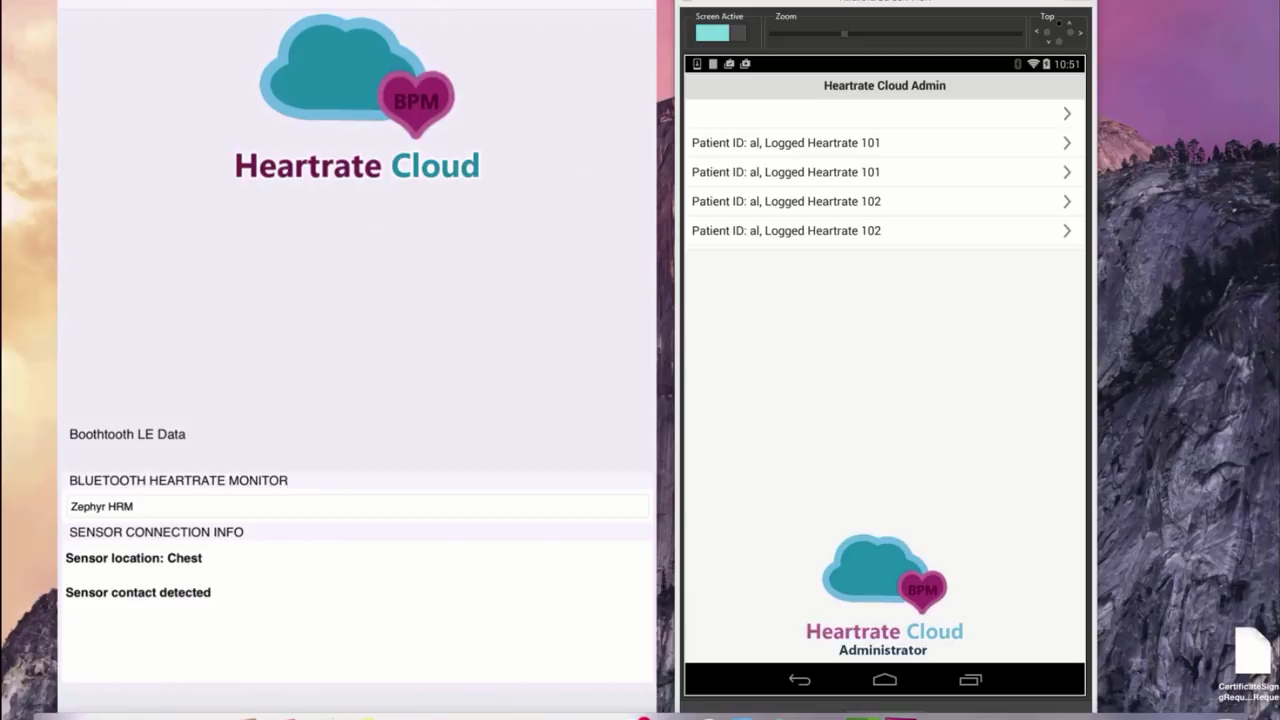 BPM
Heartrate Cloud
Boothtooth LE Data
BLUETOOTH HEARTRATE MONITOR
Zephyr HRM
SENSOR CONNECTION INFO
Sensor location: Chest
Sensor contact detected
Screen Active
Zoom
Top
10:51
Heartrate Cloud Admin
Patient ID: al, Logged Heartrate 101
Patient ID: al, Logged Heartrate 101
Patient ID: al, Logged Heartrate 102
Patient ID: al, Logged Heartrate 102
BPM
Heartrate Cloud
Administrator
CertificateSign
gRequ...Reque